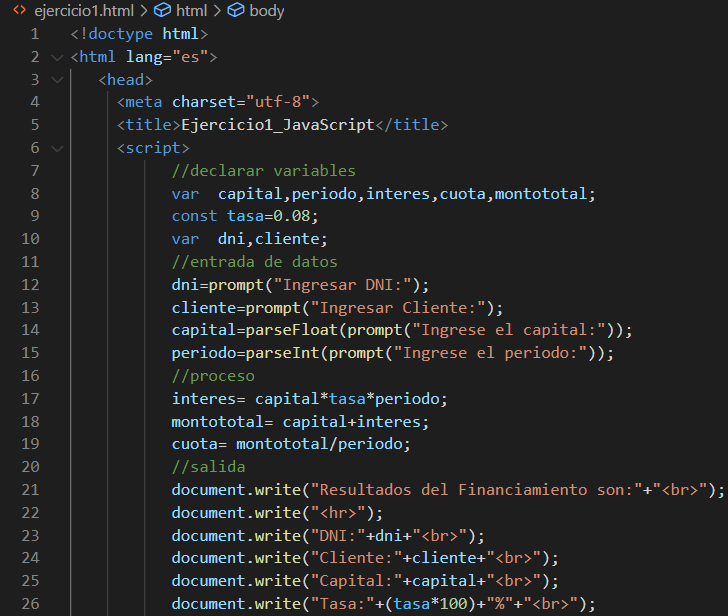 ejercicio1.html > html > body
1 <!doctype html>
2 <html lang="es">
3 <head>
4 <meta charset="utf-8">
5 <title>Ejercicio1_JavaScript</title>
6 <script>
7 //declarar variables
8 var  capital,periodo,interes,cuota,montototal;
9 const tasa=0.08;
10 var  dni,cliente;
11 //entrada de datos
12 dni=prompt("Ingresar DNI:");
13 cliente=prompt("Ingresar Cliente:");
14 capital=parseFloat(prompt("Ingrese el capital:"));
15 periodo=parseInt(prompt("Ingrese el periodo:"));
16 //proceso
17 interes= capital*tasa*periodo;
18 montototal= capital+interes;
19 cuota= montototal/periodo;
20 //salida
21 document.write("Resultados del Financiamiento son:"+"<br>");
22 document.write("<hr>");
23 document.write("DNI:"+dni+"<br>");
24 document.write("Cliente:"+cliente+"<br>");
25 document.write("Capital:"+capital+"<br>");
26 document.write("Tasa:"+(tasa*100)+"%"+"<br>");